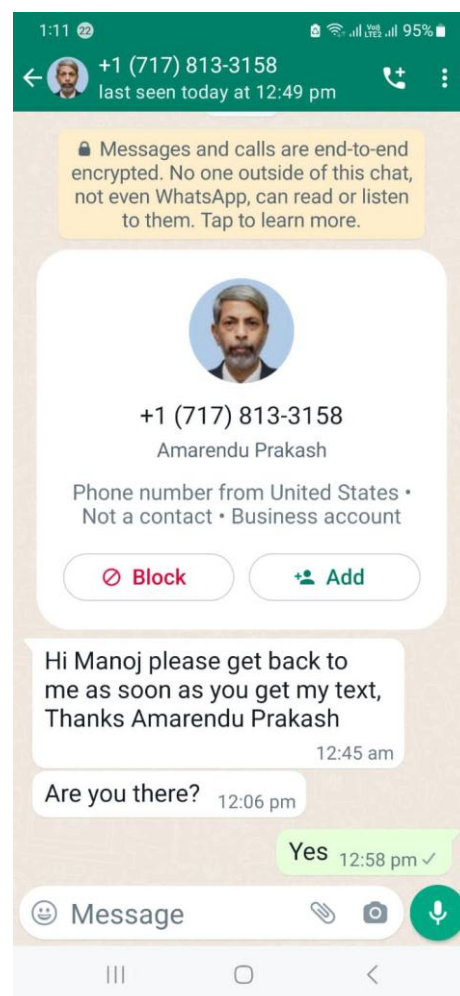 1:11 22 Vo) LTE2 95%
+1 (717) 813-3158
last seen today at 12:49 pm
Messages and calls are end-to-end
encrypted. No one outside of this chat,
not even WhatsApp, can read or listen
to them. Tap to learn more.
+1 (717) 813-3158
Amarendu Prakash
Phone number from United States •
Not a contact • Business account
Block Add
Hi Manoj please get back to
me as soon as you get my text,
Thanks Amarendu Prakash
12:45 am
Are you there? 12:06 pm
Yes 12:58 pm
Message